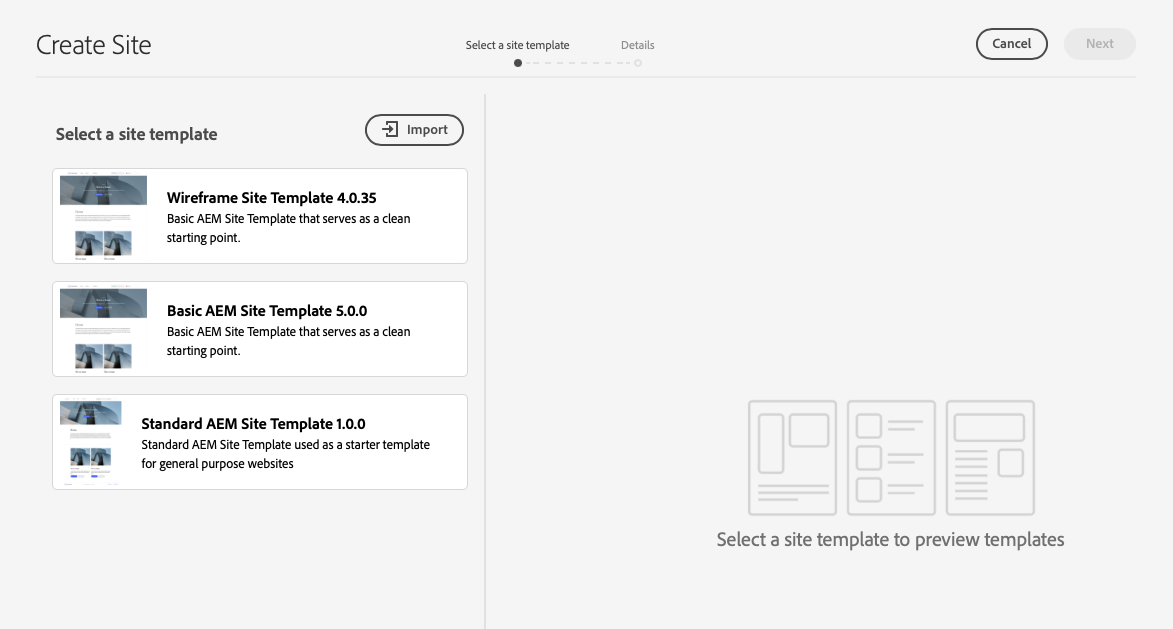 Create Site
Select a site template
Details
Cancel
Next
Select a site template
Import
Wireframe Site Template 4.0.35
Basic AEM Site Template that serves as a clean
starting point.
Basic AEM Site Template 5.0.0
Basic AEM Site Template that serves as a clean
starting point.
Standard AEM Site Template 1.0.0
Standard AEM Site Template used as a starter template
for general purpose websites
Select a site template to preview templates